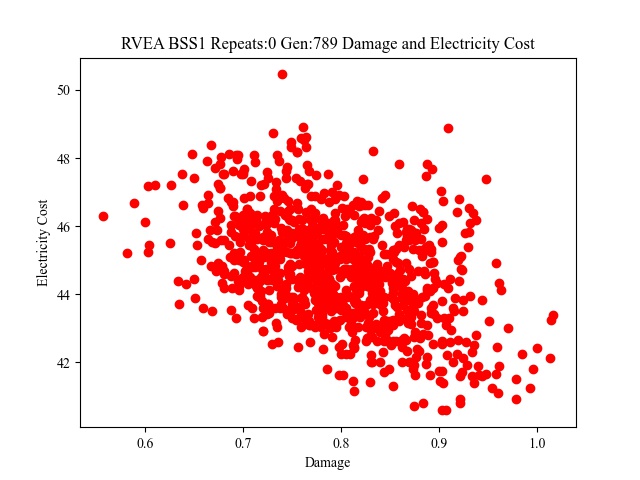 RVEA BSS1 Repeats:0 Gen:789 Damage and Electricity Cost
50
48
46
44
42
Electricity Cost
0.6 0.7 0.8 0.9 1.0
Damage